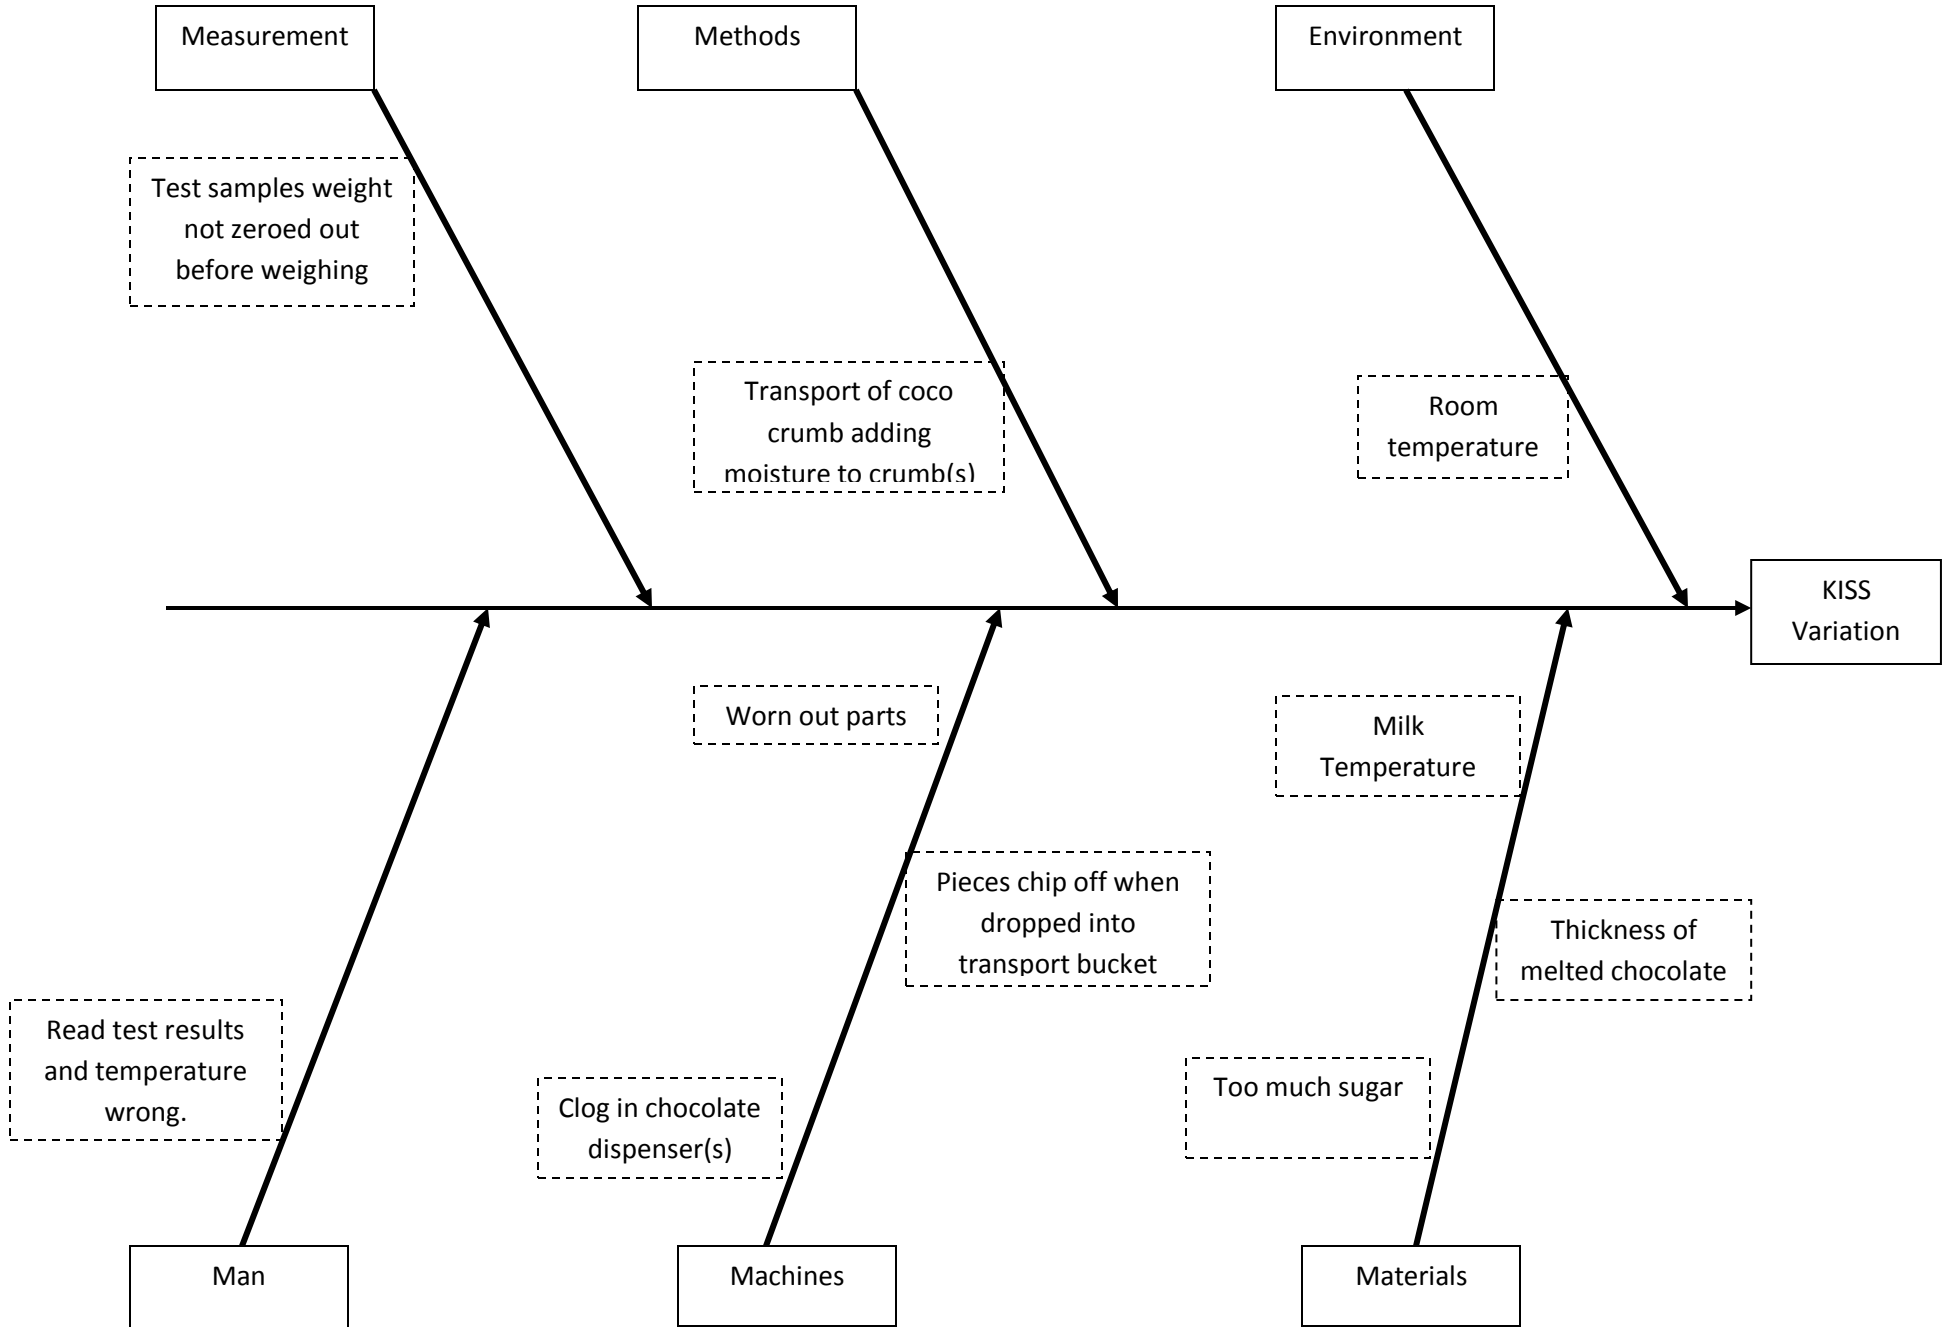 Measurement
Methods
Environment
Test samples weight
not zeroed out
before weighing
Transport of coco
crumb adding
moisture to crumb(s)
Room
temperature
KISS
Variation
Worn out parts
Milk
Temperature
Pieces chip off when
dropped into
transport bucket
Thickness of
melted chocolate
Read test results
and temperature
wrong.
Clog in chocolate
dispenser(s)
Too much sugar
Man
Machines
Materials